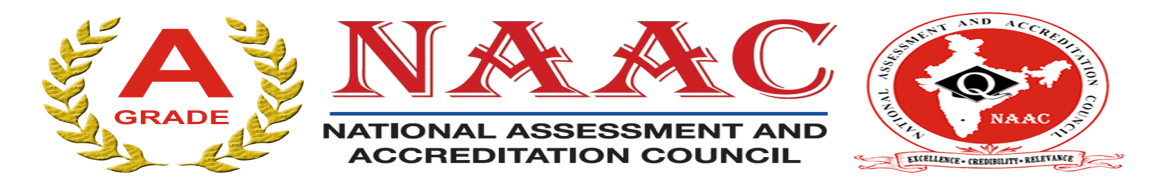 A
GRADE
NAAC
NATIONAL ASSESSMENT AND
ACCREDITATION COUNCIL
NATIONAL ASSESSMENT AND ACCREDITATION COUNCIL
Q
NAAC
EXCELLENCE - CREDIBILITY - RELEVANCE